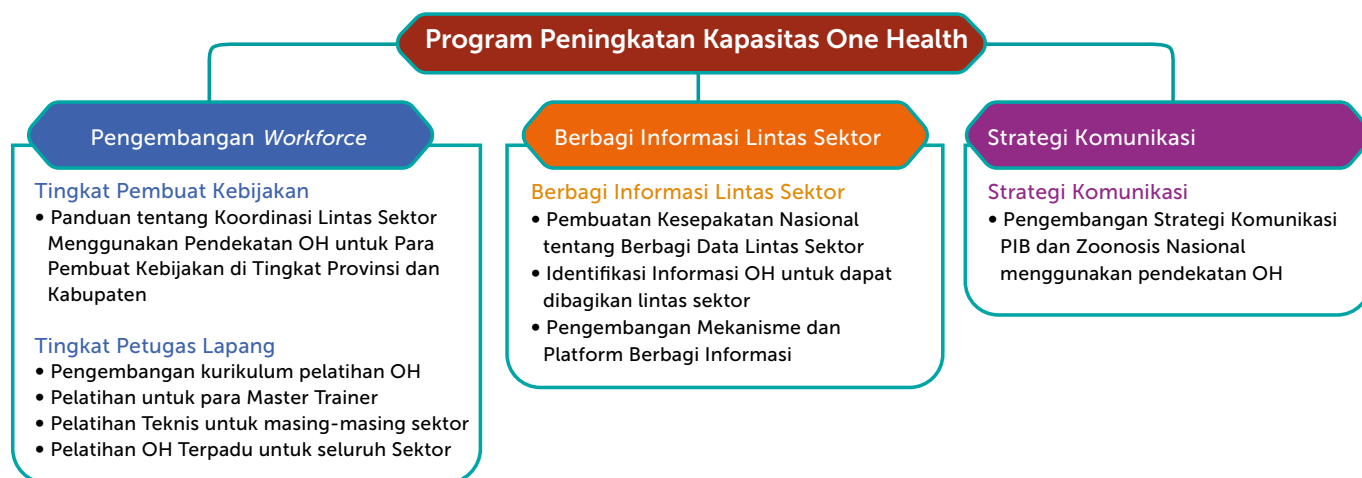 Program Peningkatan Kapasitas One Health
Pengembangan Workforce
Tingkat Pembuat Kebijakan
• Panduan tentang Koordinasi Lintas Sektor
Menggunakan Pendekatan OH untuk Para
Pembuat Kebijakan di Tingkat Provinsi dan
Kabupaten
Tingkat Petugas Lapang
• Pengembangan kurikulum pelatihan OH
• Pelatihan untuk para Master Trainer
• Pelatihan Teknis untuk masing-masing sektor
• Pelatihan OH Terpadu untuk seluruh Sektor
Berbagi Informasi Lintas Sektor
Berbagi Informasi Lintas Sektor
• Pembuatan Kesepakatan Nasional
tentang Berbagi Data Lintas Sektor
• Identifikasi Informasi OH untuk dapat
dibagikan lintas sektor
• Pengembangan Mekanisme dan
Platform Berbagi Informasi
Strategi Komunikasi
Strategi Komunikasi
• Pengembangan Strategi Komunikasi
PIB dan Zoonosis Nasional
menggunakan pendekatan OH